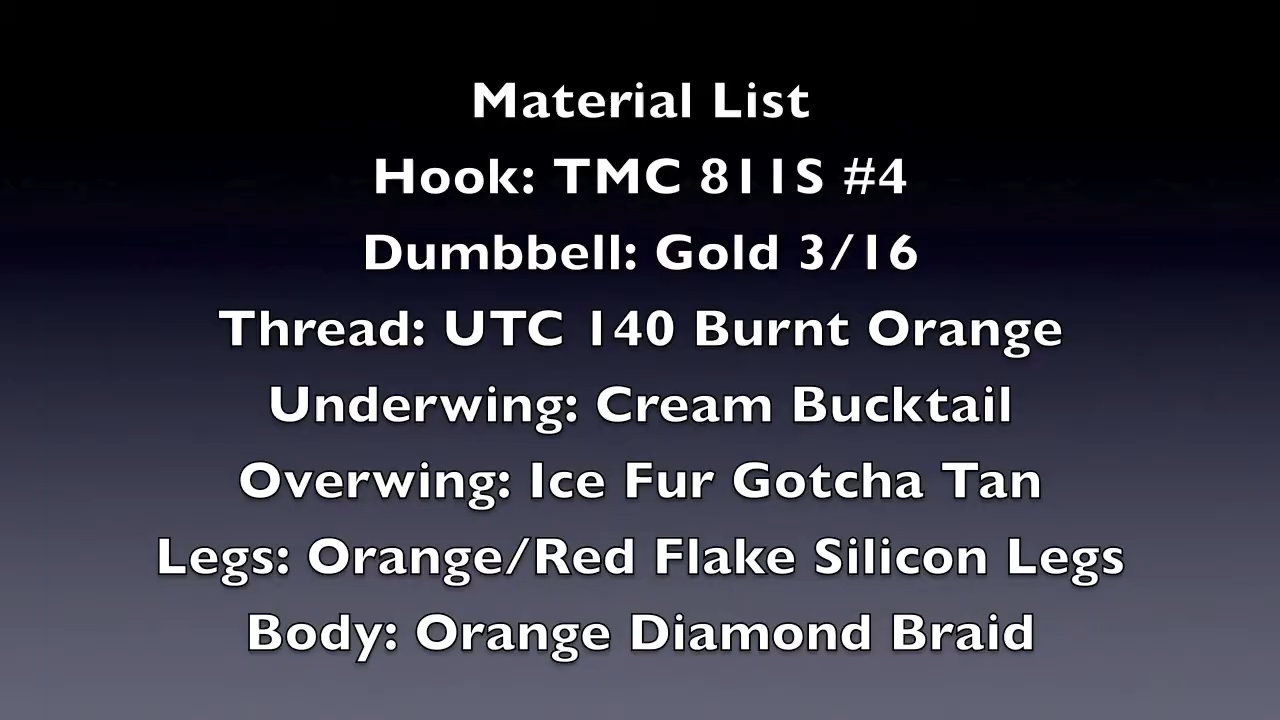 Material List
Hook: TMC 811S #4
Dumbbell: Gold 3/16
Thread: UTC 140 Burnt Orange
Underwing: Cream Bucktail
Overwing: Ice Fur Gotcha Tan
Legs: Orange/Red Flake Silicon Legs
Body: Orange Diamond Braid